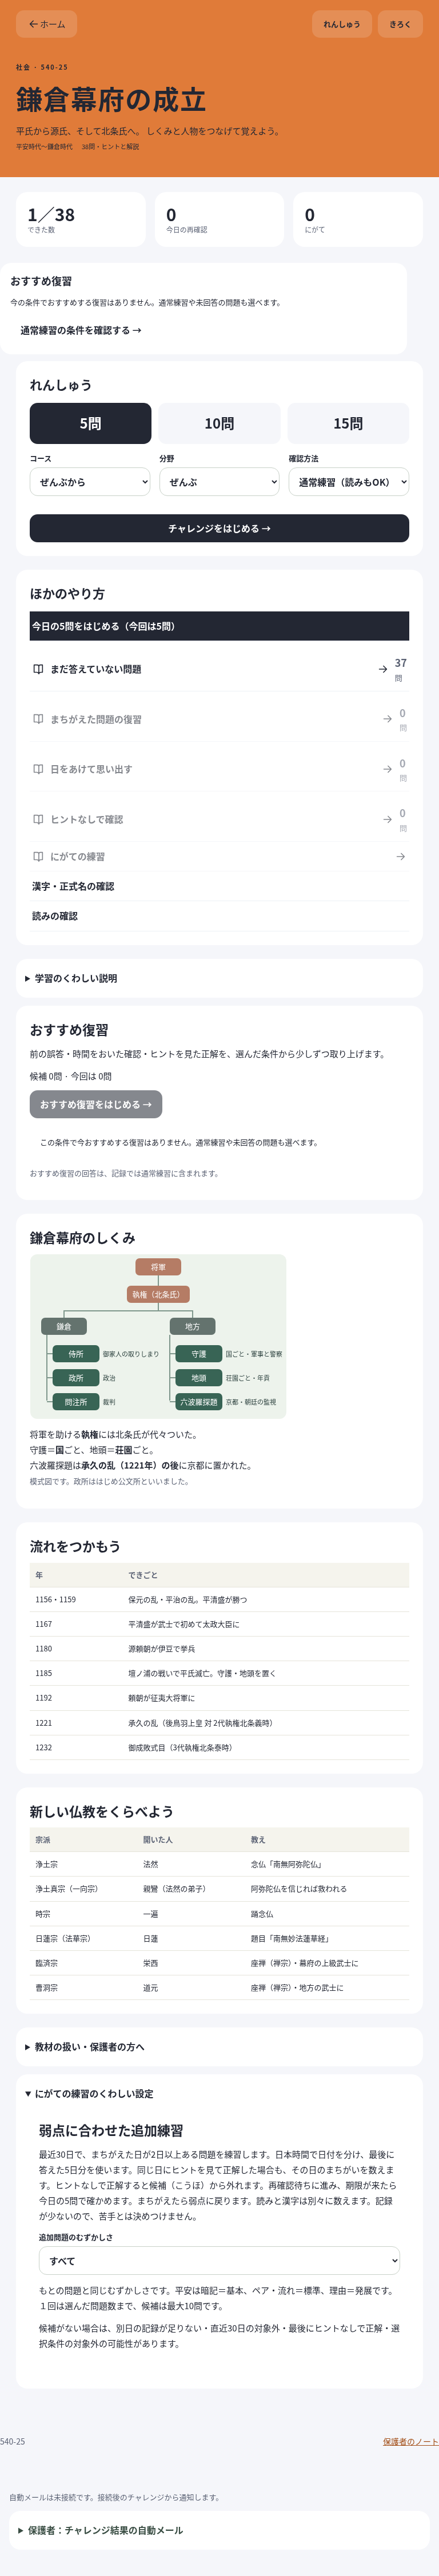 ← ホーム
れんしゅう
きろく
社会 · 540-25
鎌倉幕府の成立
平氏から源氏、そして北条氏へ。 しくみと人物をつなげて覚えよう。
平安時代〜鎌倉時代 38問・ヒントと解説
1／38
できた数
0
今日の再確認
0
にがて
おすすめ復習
今の条件でおすすめする復習はありません。通常練習や未回答の問題も選べます。
通常練習の条件を確認する →
れんしゅう
5問
10問
15問
コース
分野
確認方法
ぜんぶから
ぜんぶ
通常練習（読みもOK）
チャレンジをはじめる →
ほかのやり方
今日の5問をはじめる（今回は5問）
まだ答えていない問題 → 37問
まちがえた問題の復習 → 0問
日をあけて思い出す → 0問
ヒントなしで確認 → 0問
にがての練習 →
漢字・正式名の確認
読みの確認
▶ 学習のくわしい説明
おすすめ復習
前の誤答・時間をおいた確認・ヒントを見た正解を、選んだ条件から少しずつ取り上げます。
候補 0問 · 今回は 0問
おすすめ復習をはじめる →
この条件で今おすすめする復習はありません。通常練習や未回答の問題も選べます。
おすすめ復習の回答は、記録では通常練習に含まれます。
鎌倉幕府のしくみ
将軍
執権（北条氏）
鎌倉
地方
侍所 御家人の取りしまり
守護 国ごと・軍事と警察
政所 政治
地頭 荘園ごと・年貢
問注所 裁判
六波羅探題 京都・朝廷の監視
将軍を助ける執権には北条氏が代々ついた。
守護＝国ごと、地頭＝荘園ごと。
六波羅探題は承久の乱（1221年）の後に京都に置かれた。
模式図です。政所ははじめ公文所といいました。
流れをつかもう
年 できごと
1156・1159 保元の乱・平治の乱。平清盛が勝つ
1167 平清盛が武士で初めて太政大臣に
1180 源頼朝が伊豆で挙兵
1185 壇ノ浦の戦いで平氏滅亡。守護・地頭を置く
1192 頼朝が征夷大将軍に
1221 承久の乱（後鳥羽上皇 対 2代執権北条義時）
1232 御成敗式目（3代執権北条泰時）
新しい仏教をくらべよう
宗派 開いた人 教え
浄土宗 法然 念仏「南無阿弥陀仏」
浄土真宗（一向宗） 親鸞（法然の弟子） 阿弥陀仏を信じれば救われる
時宗 一遍 踊念仏
日蓮宗（法華宗） 日蓮 題目「南無妙法蓮華経」
臨済宗 栄西 座禅（禅宗）・幕府の上級武士に
曹洞宗 道元 座禅（禅宗）・地方の武士に
▶ 教材の扱い・保護者の方へ
▼ にがての練習のくわしい設定
弱点に合わせた追加練習
最近30日で、まちがえた日が2日以上ある問題を練習します。日本時間で日付を分け、最後に
答えた5日分を使います。同じ日にヒントを見て正解した場合も、その日のまちがいを数えま
す。ヒントなしで正解すると候補（こうほ）から外れます。再確認待ちに進み、期限が来たら
今日の5問で確かめます。まちがえたら弱点に戻ります。読みと漢字は別々に数えます。記録
が少ないので、苦手とは決めつけません。
追加問題のむずかしさ
すべて
もとの問題と同じむずかしさです。平安は暗記＝基本、ペア・流れ＝標準、理由＝発展です。
１回は選んだ問題数まで、候補は最大10問です。
候補がない場合は、別日の記録が足りない・直近30日の対象外・最後にヒントなしで正解・選
択条件の対象外の可能性があります。
540-25
保護者のノート
自動メールは未接続です。接続後のチャレンジから通知します。
▶ 保護者：チャレンジ結果の自動メール